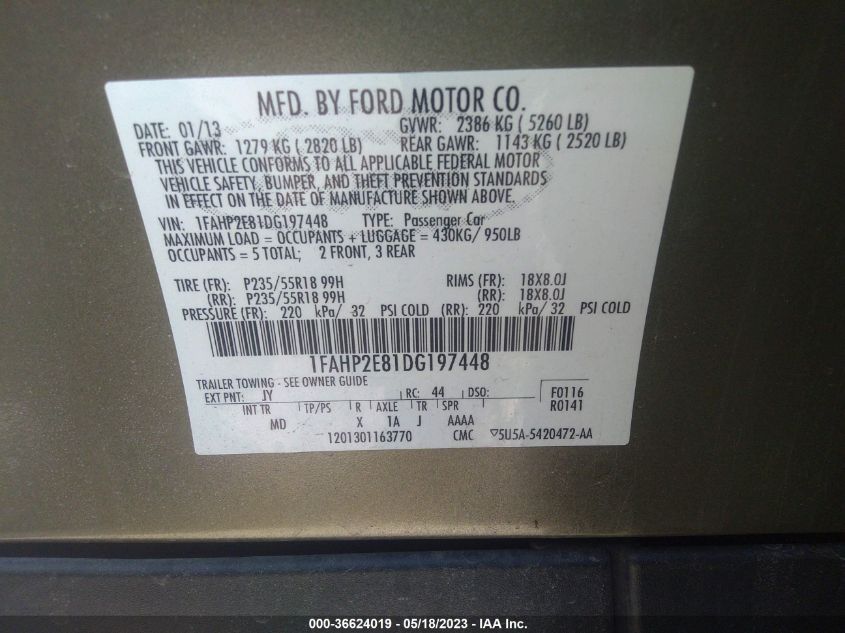 MFD. BY FORD MOTOR CO.
DATE: 01/13 GVWR: 2386 KG ( 5260 LB)
FRONT GAWR: 1279 KG ( 2820 LB) REAR GAWR: 1143 KG ( 2520 LB)
THIS VEHICLE CONFORMS TO ALL APPLICABLE FEDERAL MOTOR
VEHICLE SAFETY, BUMPER, AND THEFT PREVENTION STANDARDS
IN EFFECT ON THE DATE OF MANUFACTURE SHOWN ABOVE.
VIN: 1FAHP2E81DG197448 TYPE: Passenger Car
MAXIMUM LOAD = OCCUPANTS + LUGGAGE = 430KG/ 950LB
OCCUPANTS = 5 TOTAL; 2 FRONT, 3 REAR
TIRE (FR): P235/55R18 99H RIMS (FR): 18X8.0J
(RR): P235/55R18 99H (RR): 18X8.0J
PRESSURE (FR): 220 kPa/ 32 PSI COLD (RR): 220 kPa/ 32 PSI COLD
1FAHP2E81DG197448
TRAILER TOWING - SEE OWNER GUIDE
EXT PNT: JY RC: 44 DSO: F0116
INT TR TP/PS R AXLE TR SPR R0141
MD X 1A J AAAA
1201301163770 CMC ▽5U5A-5420472-AA
000-36624019 - 05/18/2023 - IAA Inc.